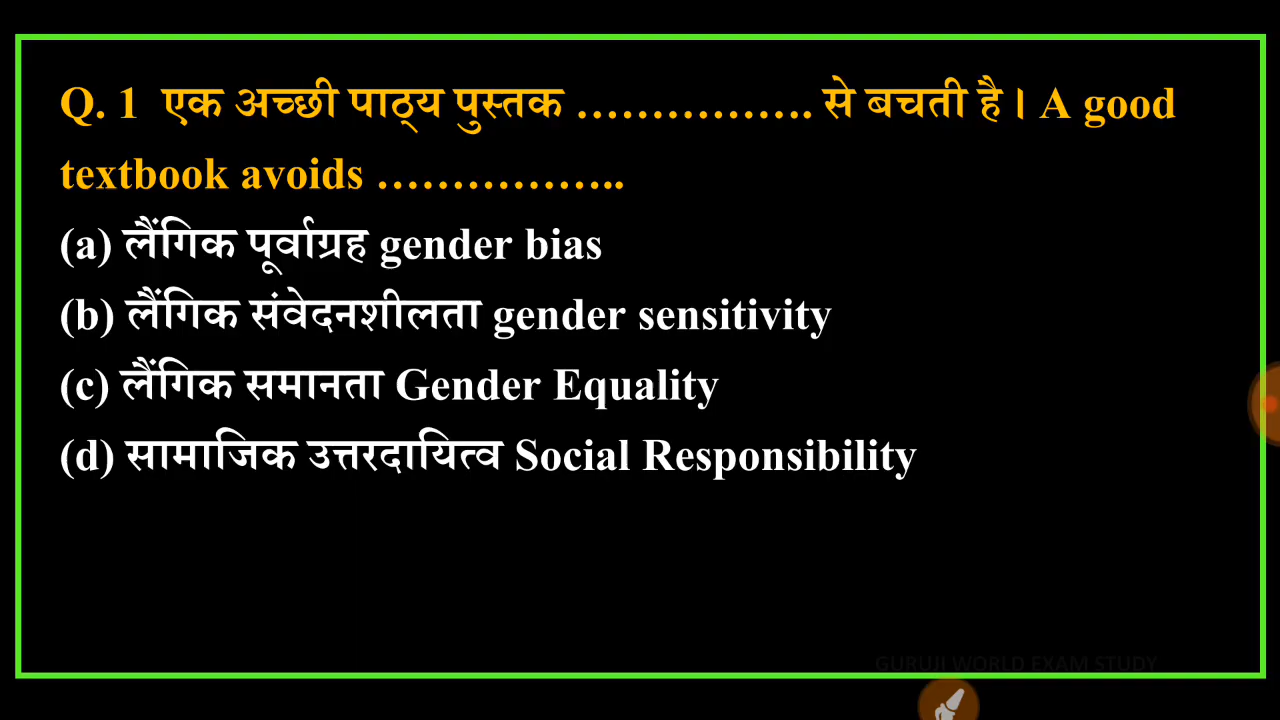 Q. 1 एक अच्छी पाठ्य पुस्तक ……………. से बचती है। A good
textbook avoids ………………..
(a) लैंगिक पूर्वाग्रह gender bias
(b) लैंगिक संवेदनशीलता gender sensitivity
(c) लैंगिक समानता Gender Equality
(d) सामाजिक उत्तरदायित्व Social Responsibility
GURUJI WORLD EXAM STUDY